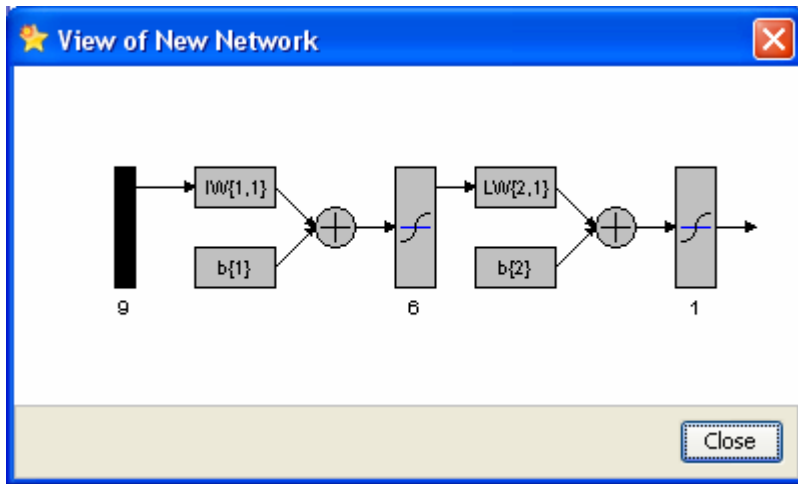 View of New Network
IW{1,1}
LW{2,1}
b{1}
b{2}
9
6
1
Close